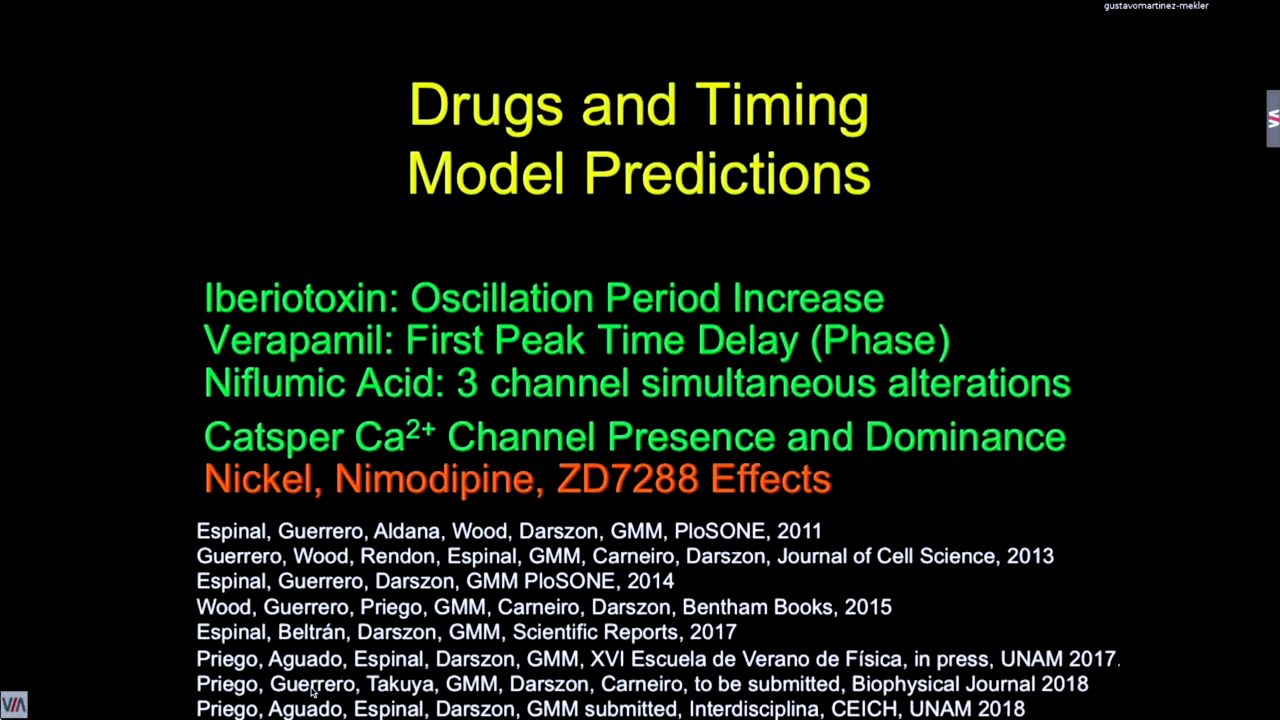 gustavomartinez-mekler
Drugs and Timing
Model Predictions
Iberiotoxin: Oscillation Period Increase
Verapamil: First Peak Time Delay (Phase)
Niflumic Acid: 3 channel simultaneous alterations
Catsper Ca²⁺ Channel Presence and Dominance
Nickel, Nimodipine, ZD7288 Effects
Espinal, Guerrero, Aldana, Wood, Darszon, GMM, PloSONE, 2011
Guerrero, Wood, Rendon, Espinal, GMM, Carneiro, Darszon, Journal of Cell Science, 2013
Espinal, Guerrero, Darszon, GMM PloSONE, 2014
Wood, Guerrero, Priego, GMM, Carneiro, Darszon, Bentham Books, 2015
Espinal, Beltrán, Darszon, GMM, Scientific Reports, 2017
Priego, Aguado, Espinal, Darszon, GMM, XVI Escuela de Verano de Física, in press, UNAM 2017.
Priego, Guerrero, Takuya, GMM, Darszon, Carneiro, to be submitted, Biophysical Journal 2018
Priego, Aguado, Espinal, Darszon, GMM submitted, Interdisciplina, CEICH, UNAM 2018
VIA